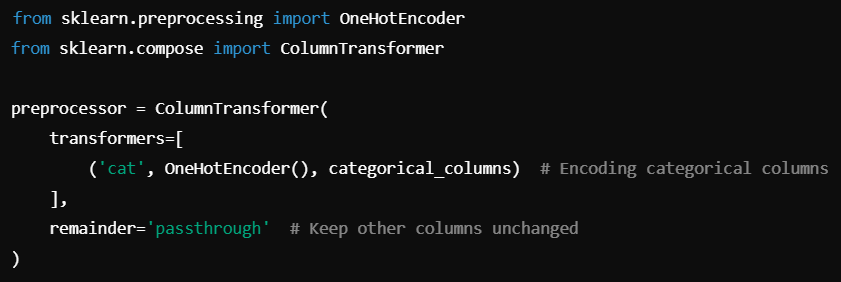 from sklearn.preprocessing import OneHotEncoder
from sklearn.compose import ColumnTransformer

preprocessor = ColumnTransformer(
    transformers=[
        ('cat', OneHotEncoder(), categorical_columns)  # Encoding categorical columns
    ],
    remainder='passthrough'  # Keep other columns unchanged
)